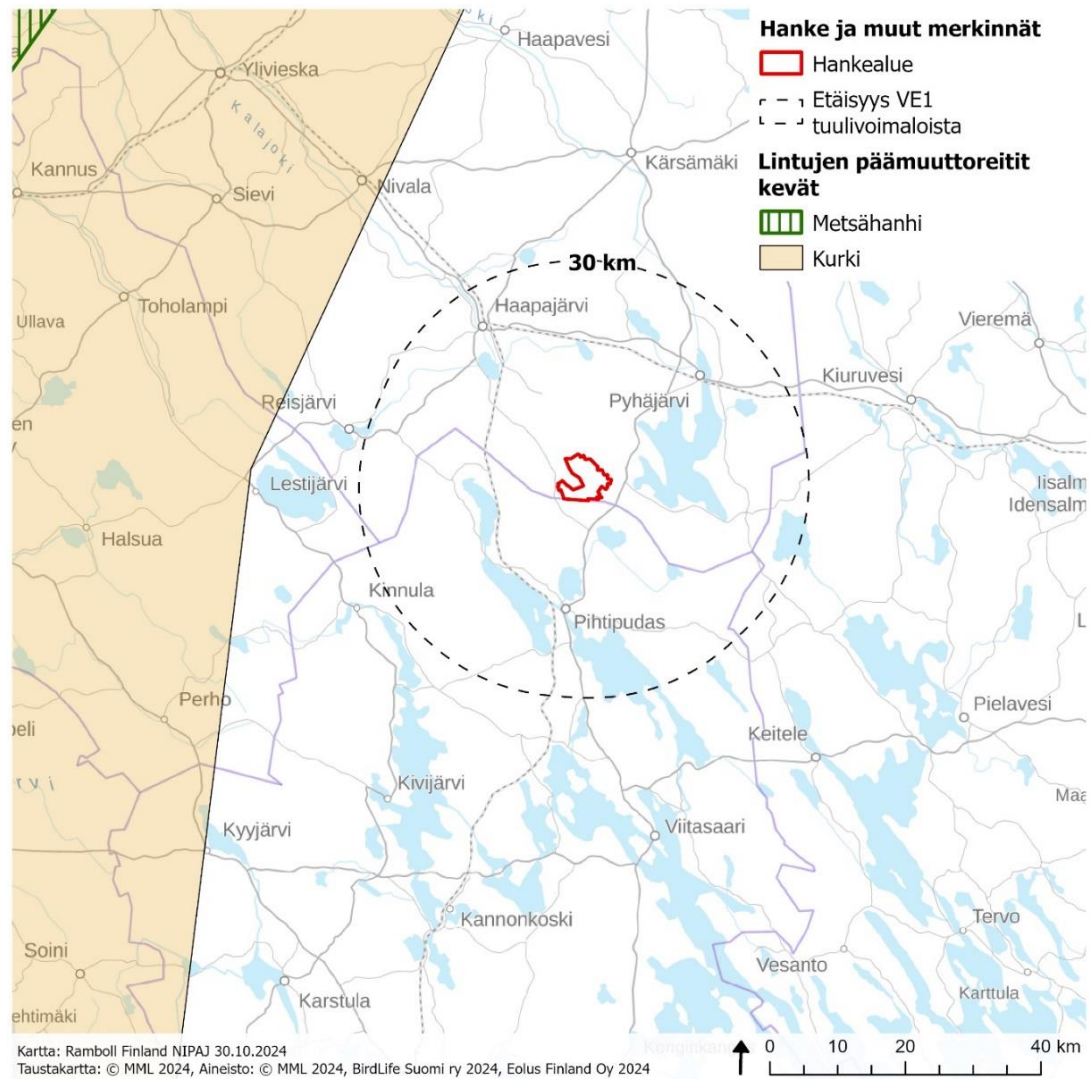 Hanke ja muut merkinnät
Hankealue
Etäisyys VE1
tuulivoimaloista
Lintujen päämuuttoreitit
kevät
Metsähanhi
Kurki
Haapavesi
Ylivieska
Kalajoki
Kärsämäki
Kannus
Nivala
Sievi
30 km
Toholampi
Haapajärvi
Ullava
Vieremä
Kiuruvesi
Pyhäjärvi
Reisjärvi
Lestijärvi
Iisalm
Idensalm
Halsua
Kinnula
Pihtipudas
Perho
Pielavesi
Keitele
Kivijärvi
Kyyjärvi
Viitasaari
Kannonkoski
Tervo
Soini
Vesanto
Karstula
Karttula
ehtimäki
Kartta: Ramboll Finland NIPAJ 30.10.2024
Taustakartta: © MML 2024, Aineisto: © MML 2024, BirdLife Suomi ry 2024, Eolus Finland Oy 2024
0 10 20 40 km